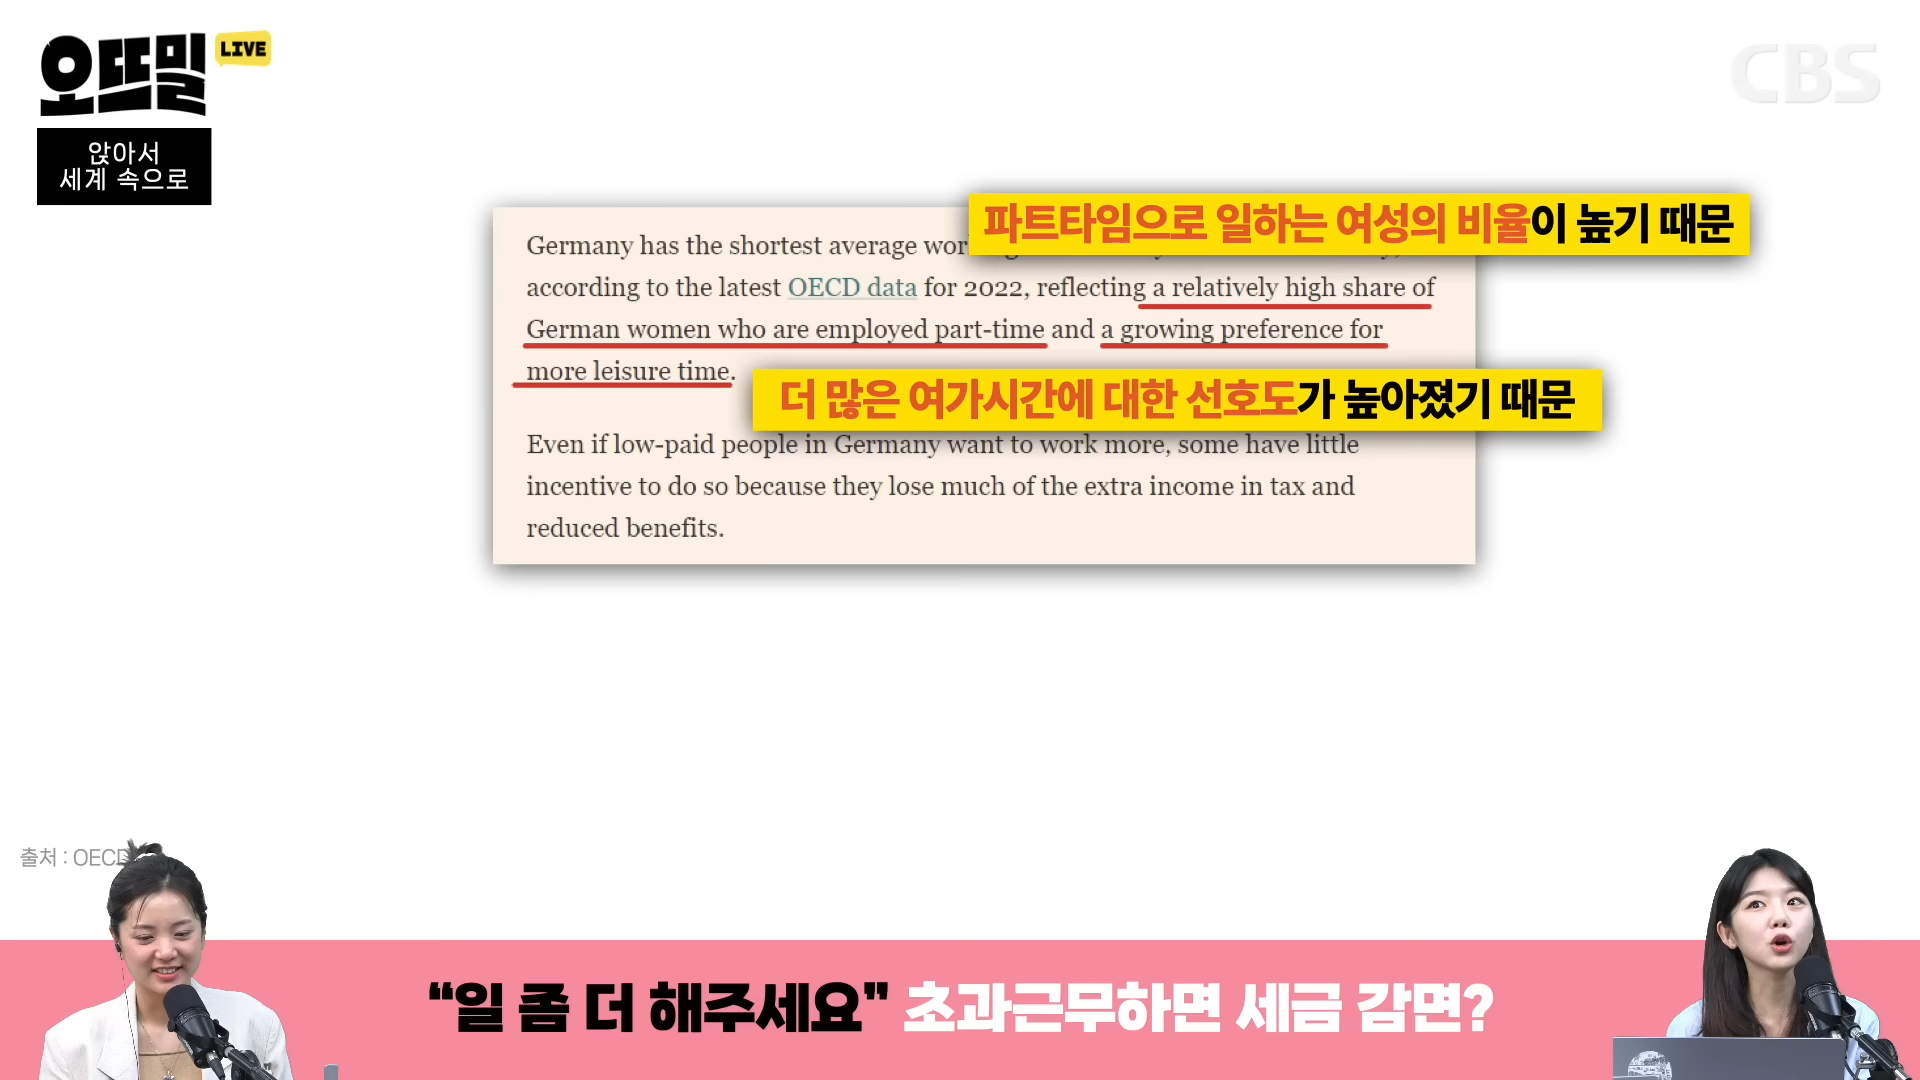 오뜨밀
LIVE
앉아서
세계 속으로
CBS
파트타임으로 일하는 여성의 비율이 높기 때문
Germany has the shortest average
according to the latest OECD data for 2022, reflecting a relatively high share of
German women who are employed part-time and a growing preference for
more leisure time.
더 많은 여가시간에 대한 선호도가 높아졌기 때문
Even if low-paid people in Germany want to work more, some have little
incentive to do so because they lose much of the extra income in tax and
reduced benefits.
출처 : OECD
“일 좀 더 해주세요” 초과근무하면 세금 감면?